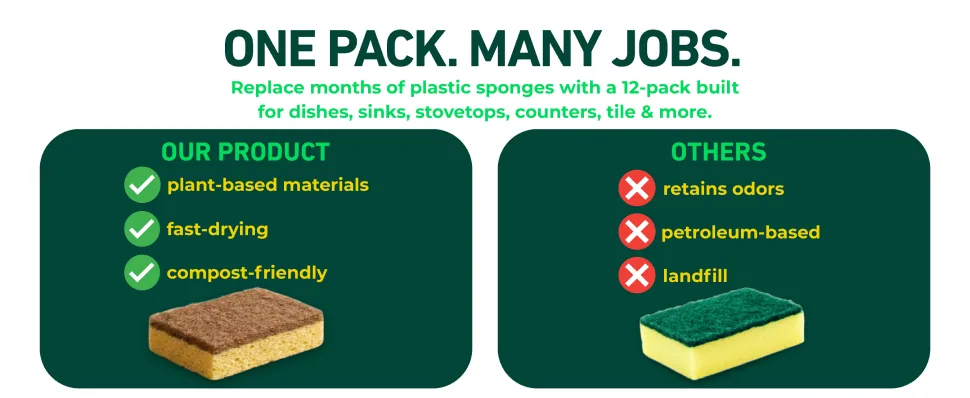 ONE PACK. MANY JOBS.
Replace months of plastic sponges with a 12-pack built
for dishes, sinks, stovetops, counters, tile & more.
OUR PRODUCT
plant-based materials
fast-drying
compost-friendly
OTHERS
retains odors
petroleum-based
landfill